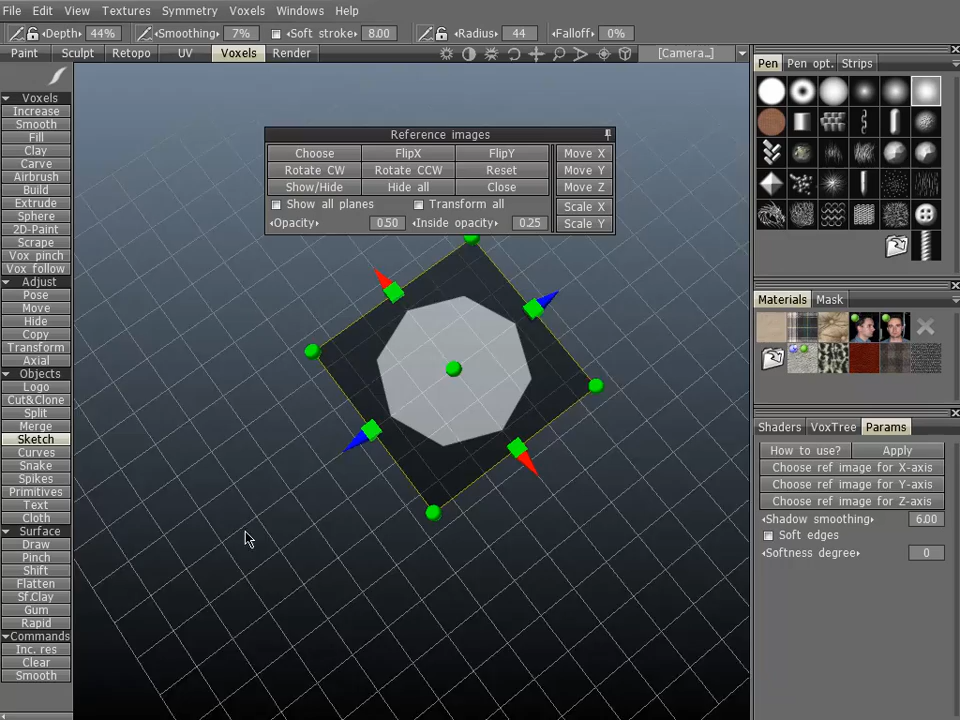 File Edit View Textures Symmetry Voxels Windows Help
Depth: 44% Smoothing: 7% Soft stroke: 8.00 Radius: 44 Falloff: 0%
Paint Sculpt Retopo UV Voxels Render [Camera…]
Voxels
Increase
Smooth
Fill
Clay
Carve
Airbrush
Build
Extrude
Sphere
2D-Paint
Scrape
Vox pinch
Vox follow
Adjust
Pose
Move
Hide
Copy
Transform
Axial
Objects
Logo
Cut&Clone
Split
Merge
Sketch
Curves
Snake
Spikes
Primitives
Text
Cloth
Surface
Draw
Pinch
Shift
Flatten
Sf.Clay
Gum
Rapid
Commands
Inc. res
Clear
Smooth
Reference images
Choose FlipX FlipY Move X
Rotate CW Rotate CCW Reset Move Y
Show/Hide Hide all Close Move Z
Show all planes Transform all Scale X
Opacity 0.50 Inside opacity 0.25 Scale Y
Pen Pen opt. Strips
Materials Mask
Shaders VoxTree Params
How to use? Apply
Choose ref image for X-axis
Choose ref image for Y-axis
Choose ref image for Z-axis
Shadow smoothing 6.00
Soft edges
Softness degree 0